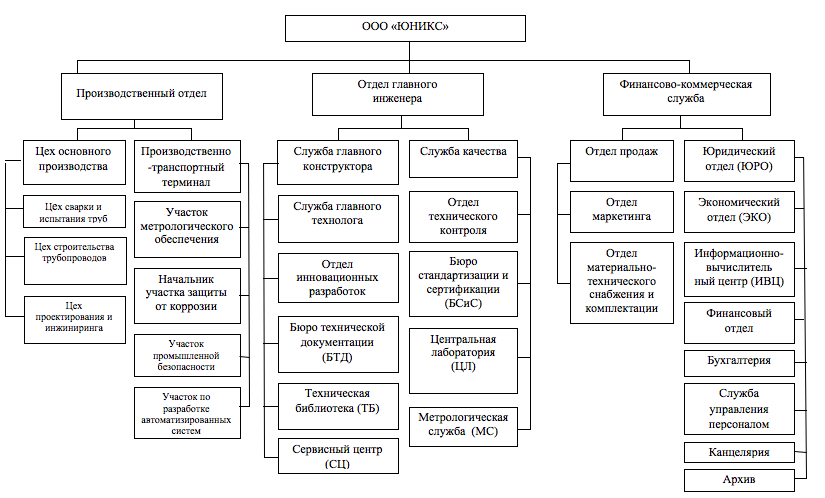 ООО «ЮНИКС»
Производственный отдел
Отдел главного
инженера
Финансово-коммерческая
служба
Цех основного
производства
Цех сварки и
испытания труб
Цех строительства
трубопроводов
Цех
проектирования и
инжиниринга
Производственно
-транспортный
терминал
Участок
метрологического
обеспечения
Начальник
участка защиты
от коррозии
Участок
промышленной
безопасности
Участок по
разработке
автоматизированных
систем
Служба главного
конструктора
Служба главного
технолога
Отдел
инновационных
разработок
Бюро технической
документации
(БТД)
Техническая
библиотека (ТБ)
Сервисный центр
(СЦ)
Служба качества
Отдел
технического
контроля
Бюро
стандартизации и
сертификации
(БСиС)
Центральная
лаборатория
(ЦЛ)
Метрологическая
служба (МС)
Отдел продаж
Отдел
маркетинга
Отдел
материально-
технического
снабжения и
комплектации
Юридический
отдел (ЮРО)
Экономический
отдел (ЭКО)
Информационно-
вычислитель
ный центр (ИВЦ)
Финансовый
отдел
Бухгалтерия
Служба
управления
персоналом
Канцелярия
Архив